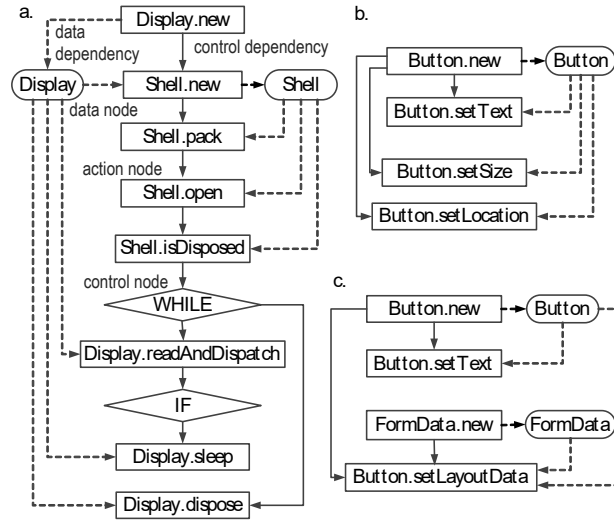 a.
Display.new
data
dependency
control dependency
Display
Shell.new
Shell
data node
Shell.pack
action node
Shell.open
Shell.isDisposed
control node
WHILE
Display.readAndDispatch
IF
Display.sleep
Display.dispose
b.
Button.new
Button
Button.setText
Button.setSize
Button.setLocation
c.
Button.new
Button
Button.setText
FormData.new
FormData
Button.setLayoutData